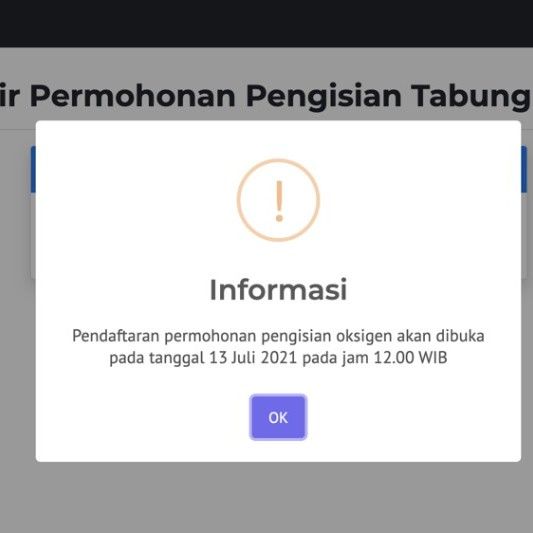 ir Permohonan Pengisian Tabung
!
Informasi
Pendaftaran permohonan pengisian oksigen akan dibuka
pada tanggal 13 Juli 2021 pada jam 12.00 WIB
OK